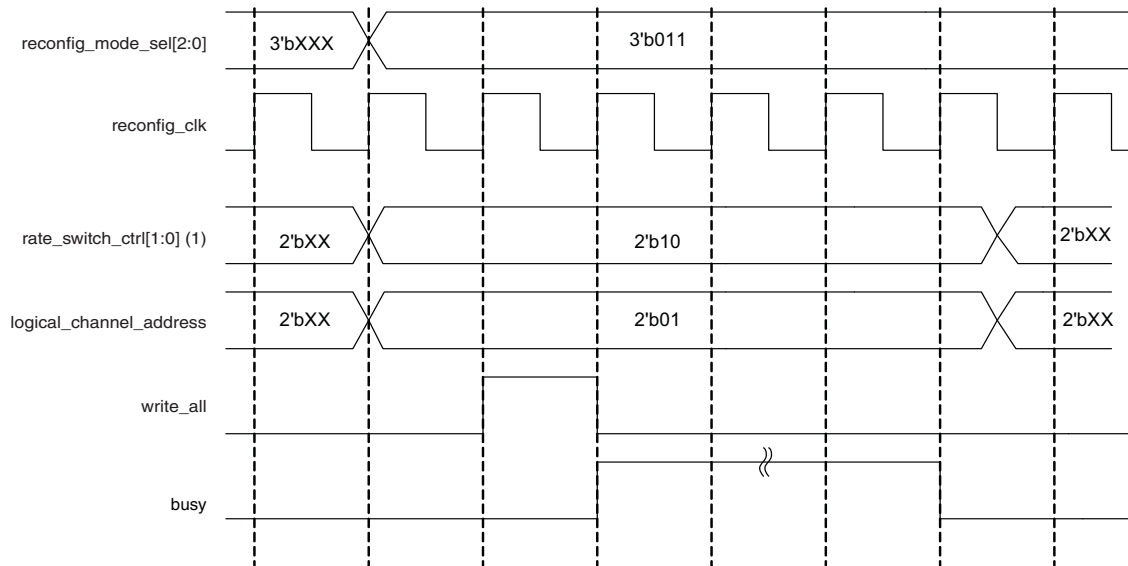 reconfig_mode_sel[2:0] 3'bXXX 3'b011
reconfig_clk
rate_switch_ctrl[1:0] (1) 2'bXX 2'b10 2'bXX
logical_channel_address 2'bXX 2'b01 2'bXX
write_all
busy